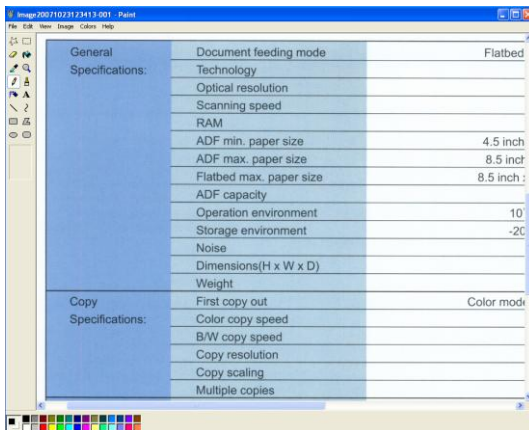 Image20071023123413-001 - Paint
File Edit View Image Colors Help
General Document feeding mode Flatbed
Specifications: Technology
Optical resolution
Scanning speed
RAM
ADF min. paper size 4.5 inch
ADF max. paper size 8.5 inch
Flatbed max. paper size 8.5 inch
ADF capacity
Operation environment 10
Storage environment -20
Noise
Dimensions(H x W x D)
Weight
Copy First copy out Color mode
Specifications: Color copy speed
B/W copy speed
Copy resolution
Copy scaling
Multiple copies